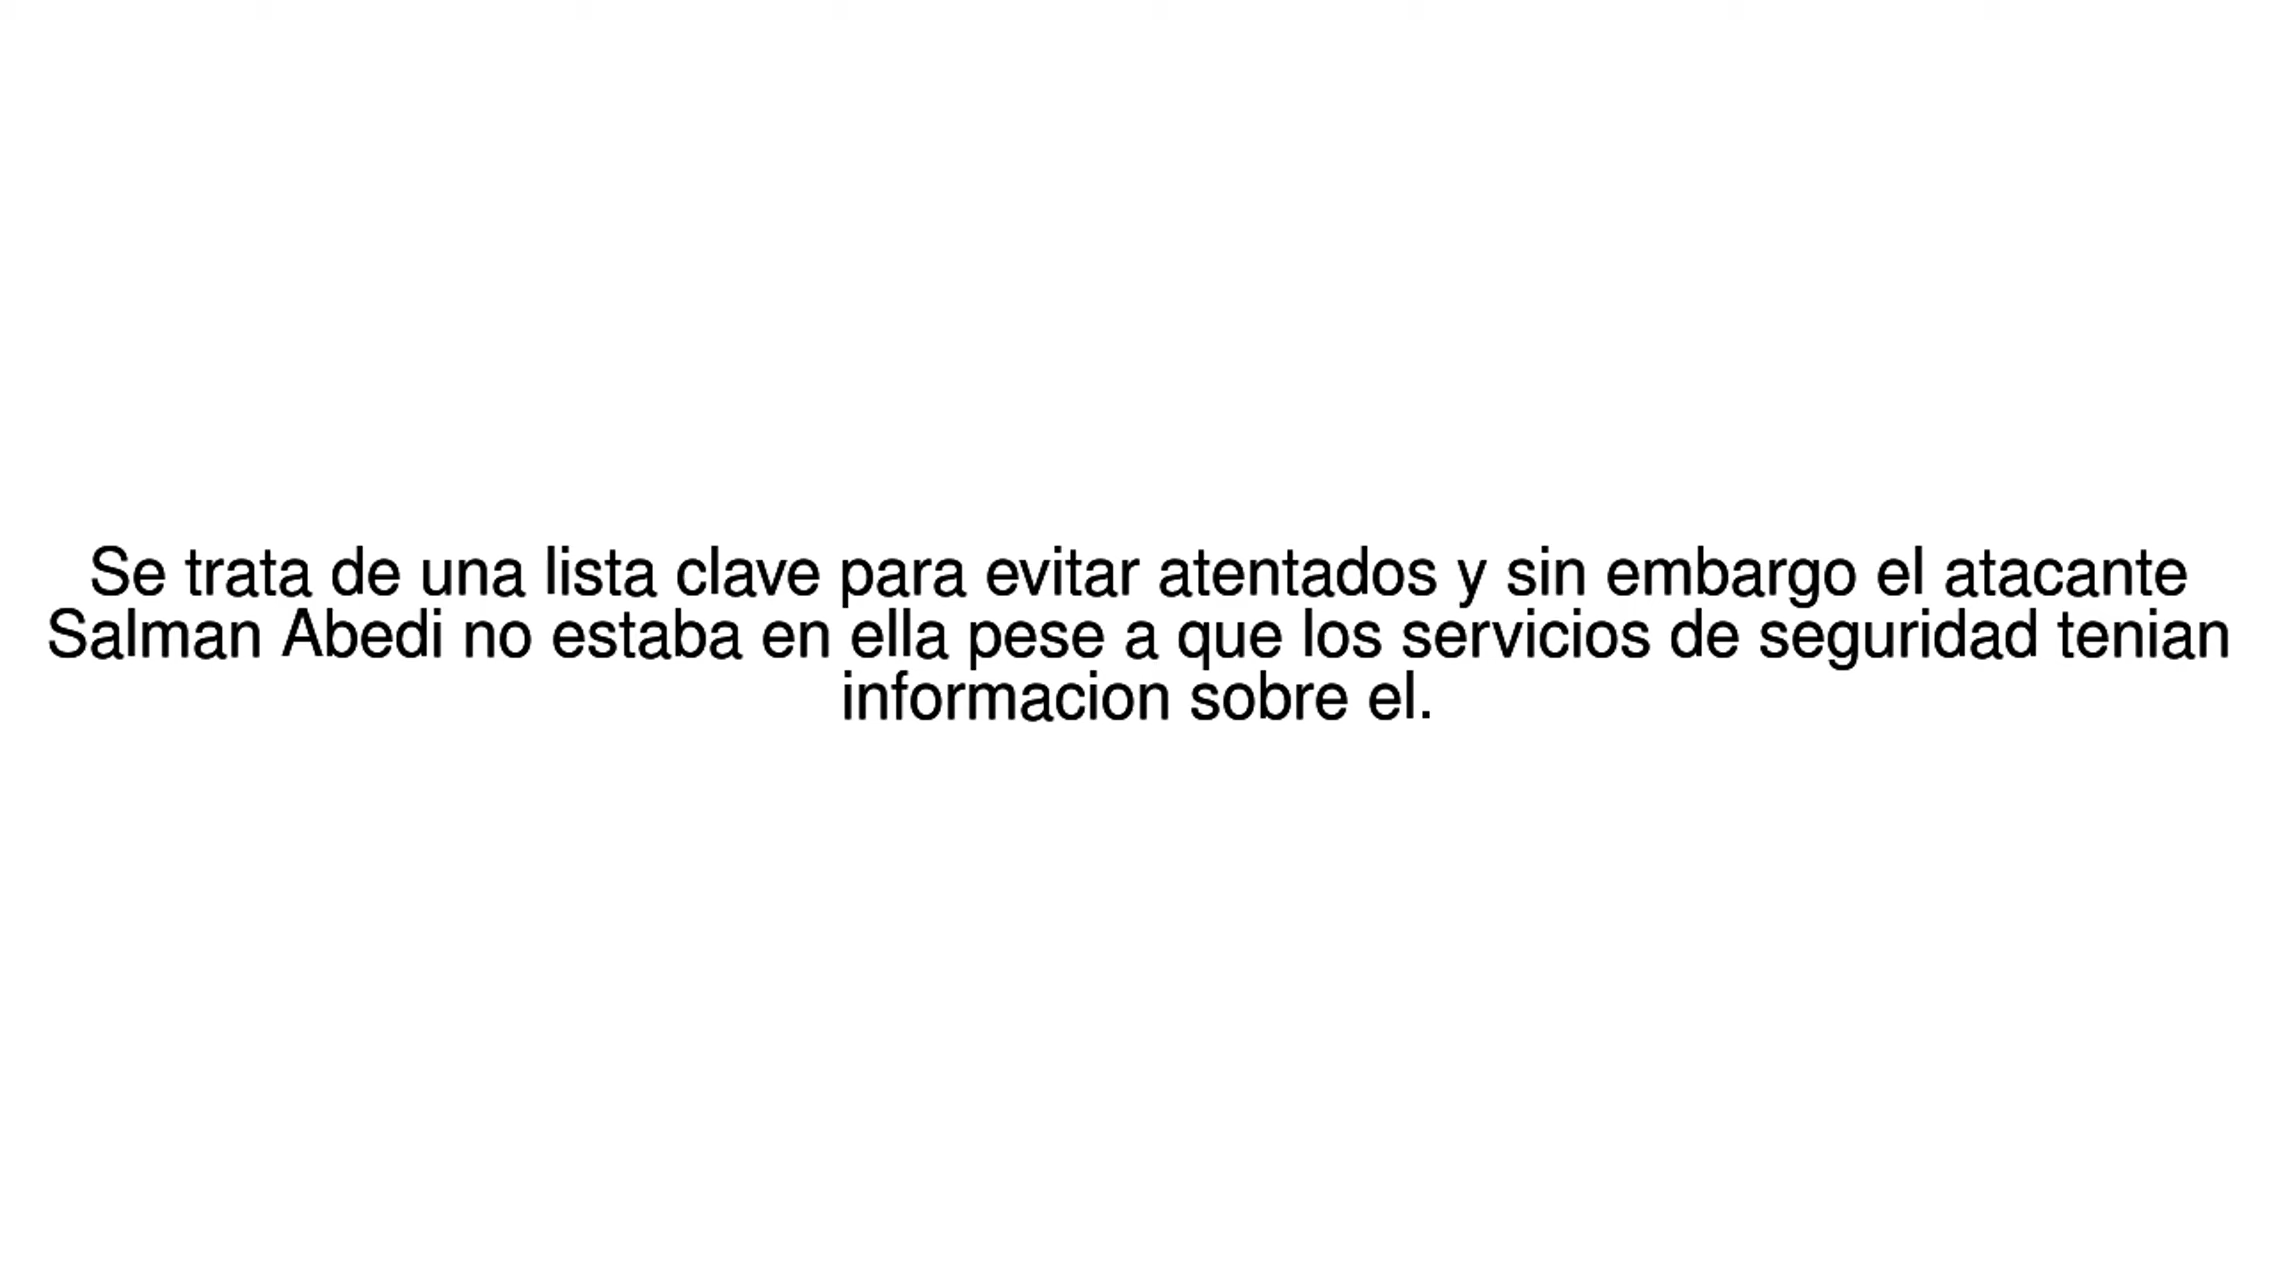 Se trata de una lista clave para evitar atentados y sin embargo el atacante
Salman Abedi no estaba en ella pese a que los servicios de seguridad tenian
informacion sobre el.